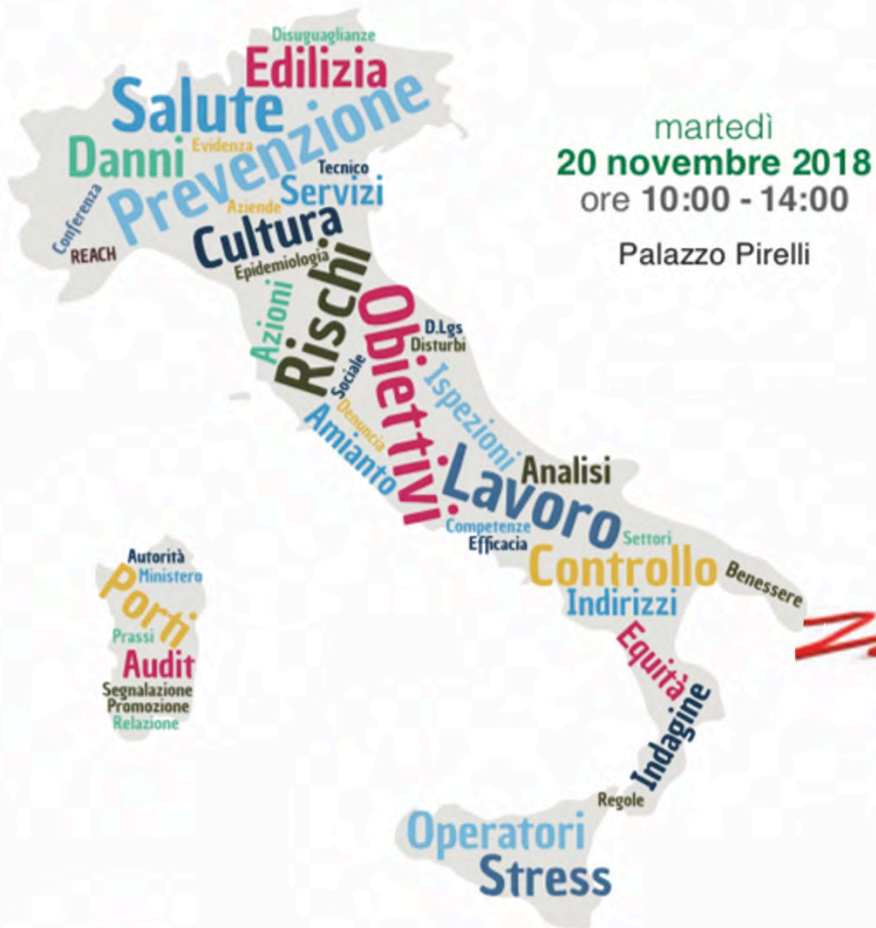 Disuguaglianze
Edilizia
Salute
Prevenzione
Danni
Evidenza
Tecnico
Servizi
Conferenza
Aziende
REACH
Cultura
Epidemiologia
martedì
20 novembre 2018
ore 10:00 - 14:00
Palazzo Pirelli
Azioni
Rischi
Obiettivi
D.Lgs
Disturbi
Sociale
Ispezioni
Denuncia
Amianto
Lavoro
Analisi
Competenze
Efficacia
Settori
Controllo
Benessere
Indirizzi
Autorità
Ministero
Porti
Prassi
Audit
Segnalazione
Promozione
Relazione
Equità
Indagine
Regole
Operatori
Stress